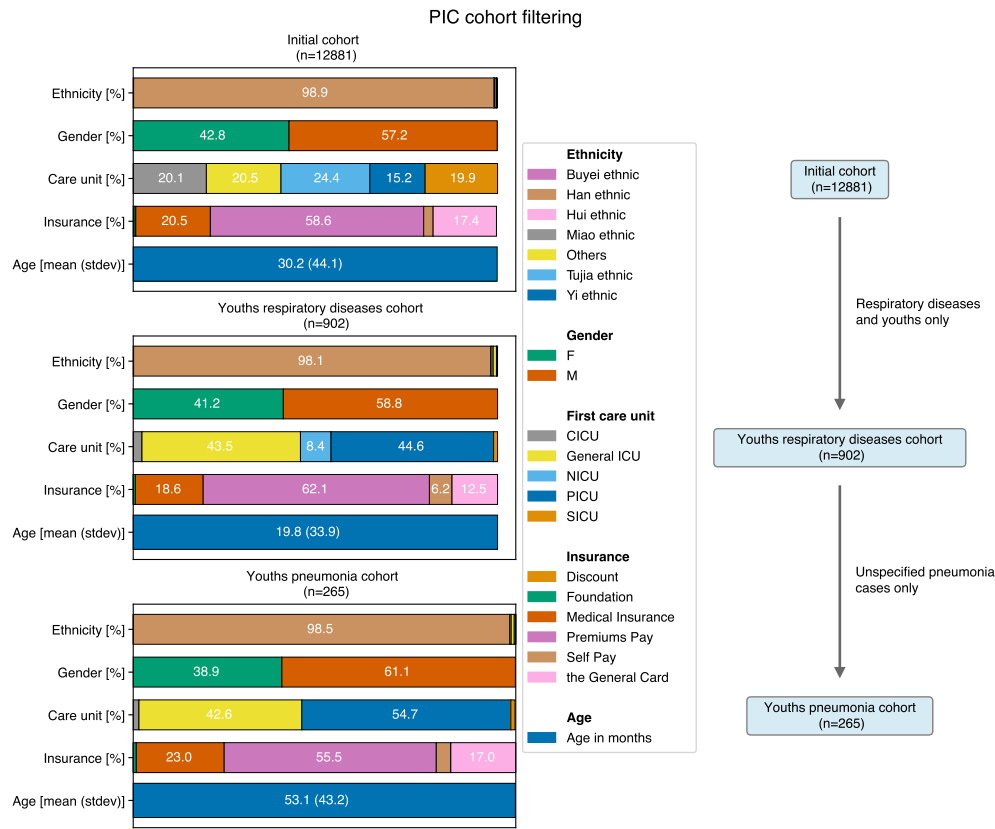 PIC cohort filtering
Initial cohort
(n=12881)
Ethnicity [%]
98.9
Gender [%]
42.8 57.2
Care unit [%]
20.1 20.5 24.4 15.2 19.9
Insurance [%]
20.5 58.6 17.4
Age [mean (stdev)]
30.2 (44.1)
Youths respiratory diseases cohort
(n=902)
Ethnicity [%]
98.1
Gender [%]
41.2 58.8
Care unit [%]
43.5 8.4 44.6
Insurance [%]
18.6 62.1 6.2 12.5
Age [mean (stdev)]
19.8 (33.9)
Youths pneumonia cohort
(n=265)
Ethnicity [%]
98.5
Gender [%]
38.9 61.1
Care unit [%]
42.6 54.7
Insurance [%]
23.0 55.5 17.0
Age [mean (stdev)]
53.1 (43.2)
Ethnicity
Buyei ethnic
Han ethnic
Hui ethnic
Miao ethnic
Others
Tujia ethnic
Yi ethnic
Gender
F
M
First care unit
CICU
General ICU
NICU
PICU
SICU
Insurance
Discount
Foundation
Medical Insurance
Premiums Pay
Self Pay
the General Card
Age
Age in months
Initial cohort
(n=12881)
Respiratory diseases
and youths only
Youths respiratory diseases cohort
(n=902)
Unspecified pneumonia
cases only
Youths pneumonia cohort
(n=265)